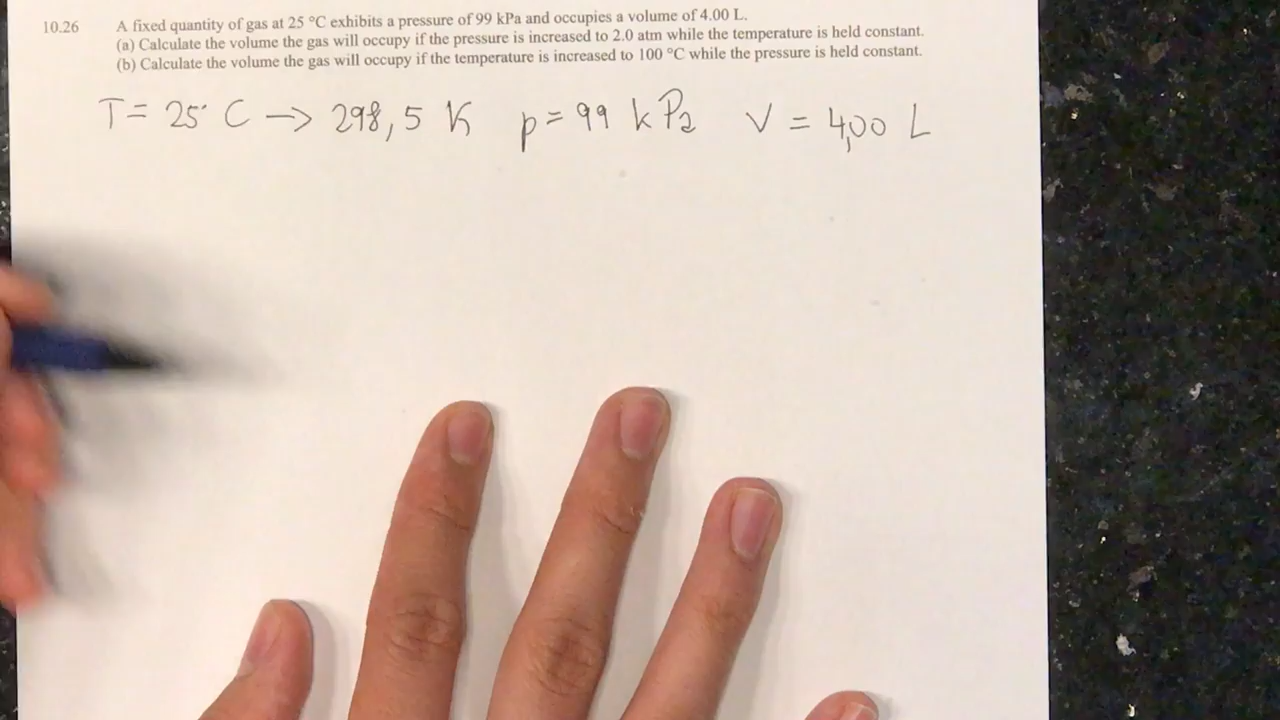 10.26 A fixed quantity of gas at 25 °C exhibits a pressure of 99 kPa and occupies a volume of 4.00 L.
(a) Calculate the volume the gas will occupy if the pressure is increased to 2.0 atm while the temperature is held constant.
(b) Calculate the volume the gas will occupy if the temperature is increased to 100 °C while the pressure is held constant.
T = 25° C → 298,5 K p = 99 kPa V = 4,00 L